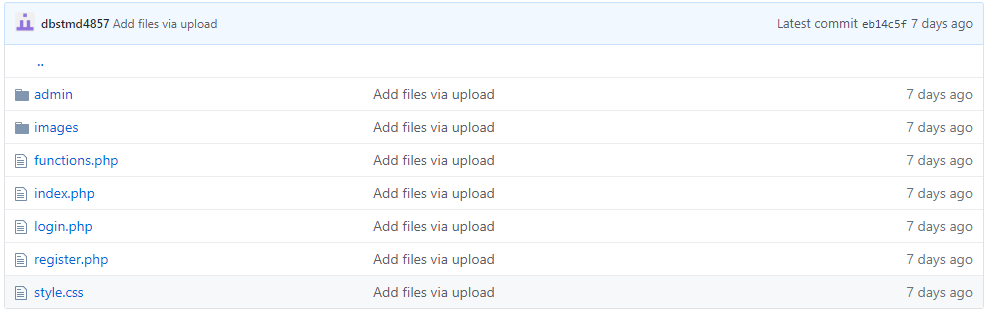 dbstmd4857 Add files via upload Latest commit eb14c5f 7 days ago
..
admin Add files via upload 7 days ago
images Add files via upload 7 days ago
functions.php Add files via upload 7 days ago
index.php Add files via upload 7 days ago
login.php Add files via upload 7 days ago
register.php Add files via upload 7 days ago
style.css Add files via upload 7 days ago